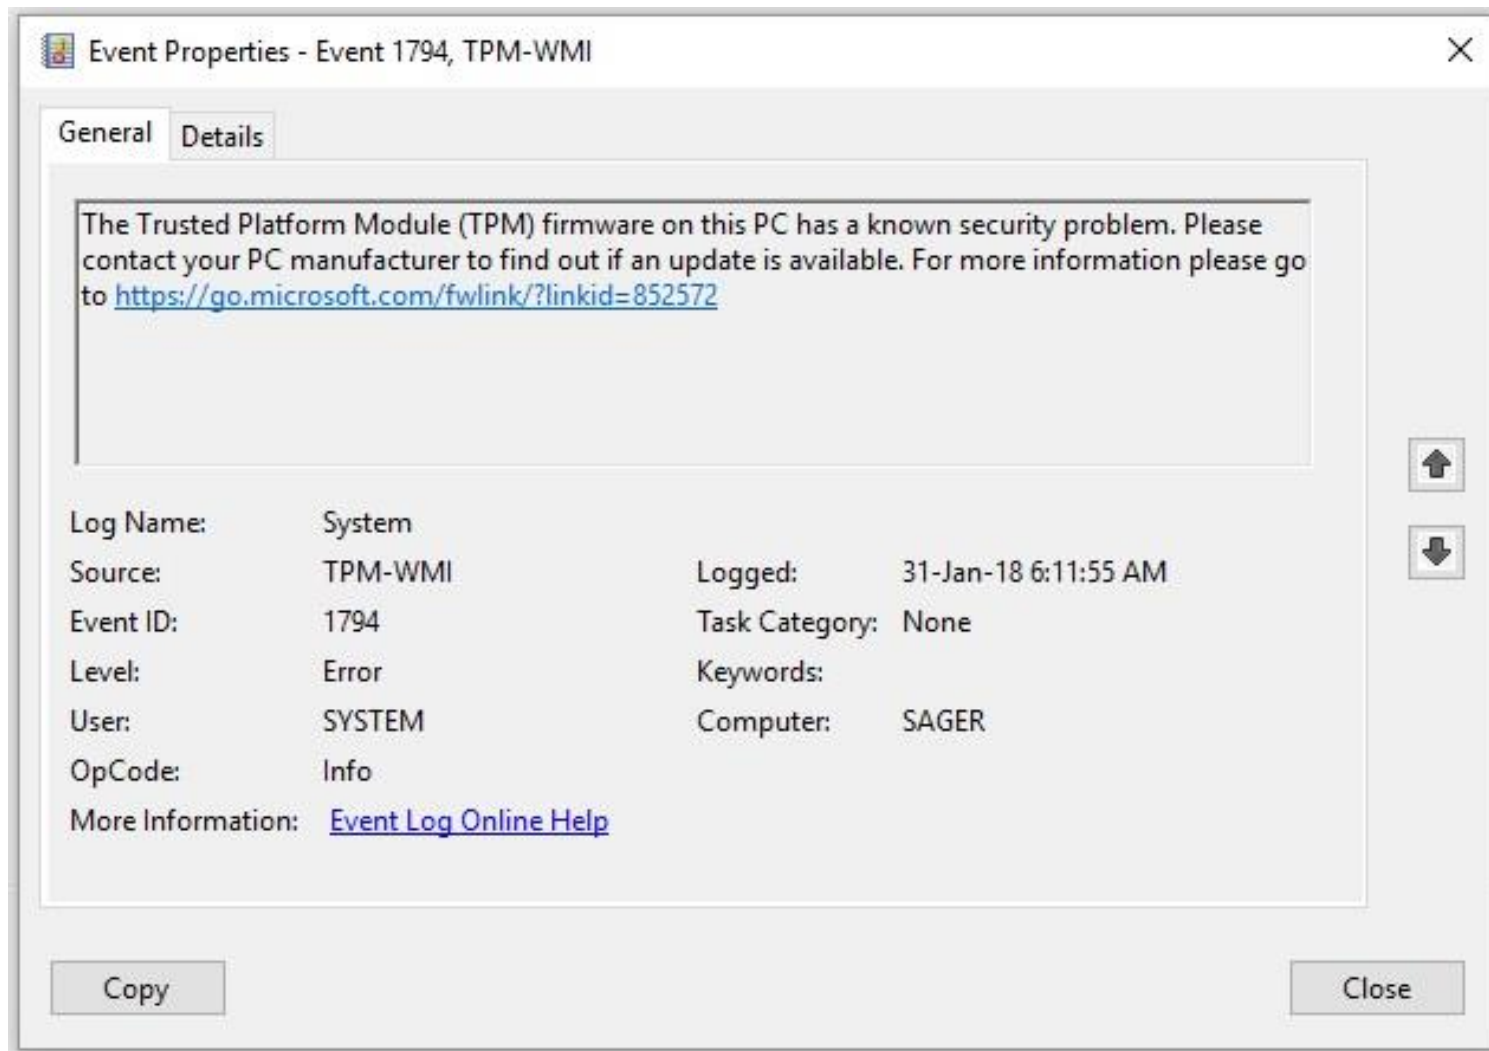 Event Properties - Event 1794, TPM-WMI
General Details
The Trusted Platform Module (TPM) firmware on this PC has a known security problem. Please
contact your PC manufacturer to find out if an update is available. For more information please go
to https://go.microsoft.com/fwlink/?linkid=852572
Log Name: System
Source: TPM-WMI Logged: 31-Jan-18 6:11:55 AM
Event ID: 1794 Task Category: None
Level: Error Keywords:
User: SYSTEM Computer: SAGER
OpCode: Info
More Information: Event Log Online Help
Copy Close